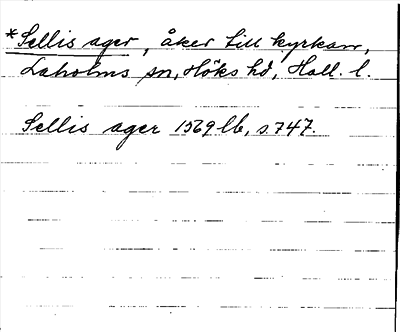 *Sellis ager, åker till kyrkan,
Laholms sn, Höks hd, Hall. l.
Sellis ager 1569 lb, s. 747.